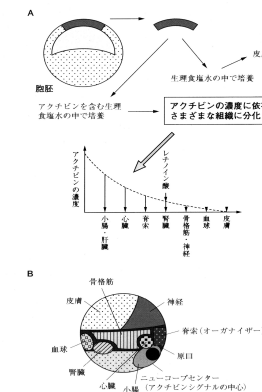 A
皮
生理食塩水の中で培養
胞胚
アクチビンを含む生理
食塩水の中で培養
アクチビンの濃度に依
さまざまな組織に分化
アクチビンの濃度
レチノイン酸
小腸・肝臓
心臓
脊索
腎臓
骨格筋・神経
血球
皮膚
B
骨格筋
皮膚
神経
脊索(オーガナイザー
血球
原口
腎臓
ニューコープセンター
心臓
小腸
(アクチビンシグナルの中心)